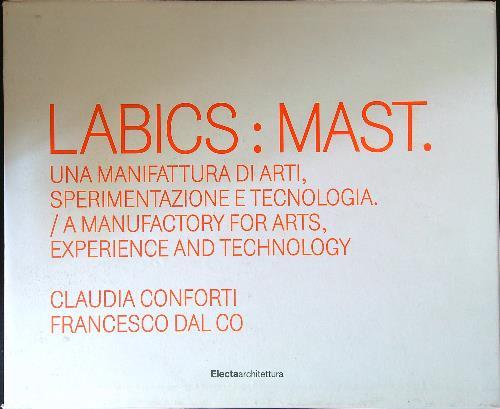 LABICS : MAST.
UNA MANIFATTURA DI ARTI,
SPERIMENTAZIONE E TECNOLOGIA.
/ A MANUFACTORY FOR ARTS,
EXPERIENCE AND TECHNOLOGY
CLAUDIA CONFORTI
FRANCESCO DAL CO
Electaarchitettura